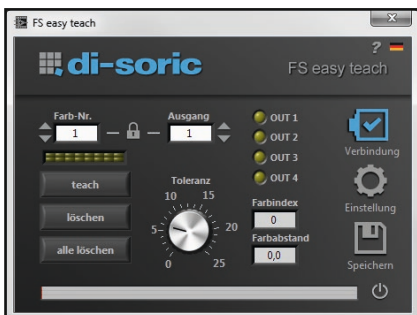 FS easy teach
?
di-soric
FS easy teach
Farb-Nr.
Ausgang
1
1
OUT 1
OUT 2
OUT 3
OUT 4
Verbindung
teach
löschen
alle löschen
Toleranz
0
5
10
15
20
25
Farbindex
0
Farbabstand
0,0
Einstellung
Speichern